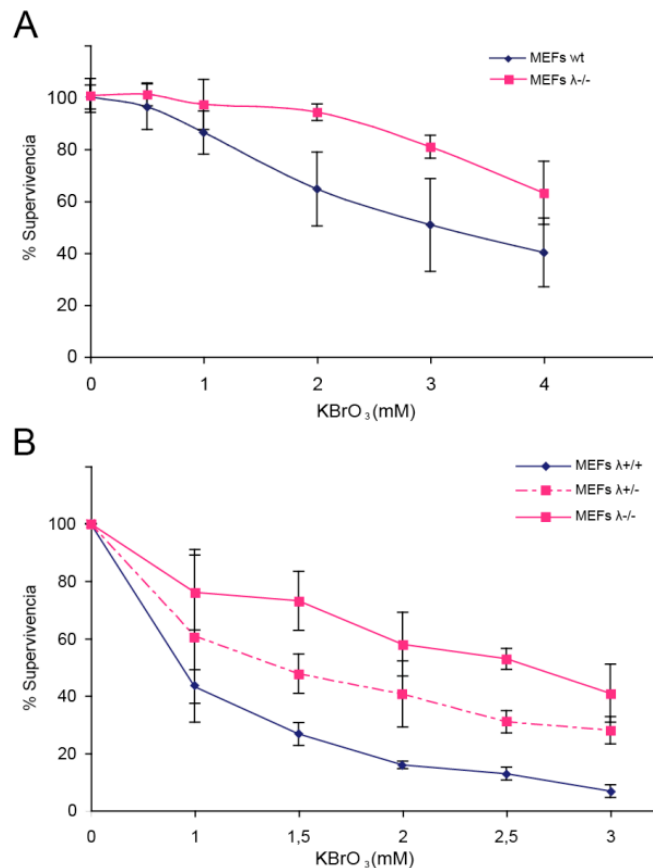 A
MEFs wt
MEFs λ-/-
% Supervivencia
100
80
60
40
20
0
0 1 2 3 4
KBrO₃(mM)
B
MEFs λ+/+
MEFs λ+/-
MEFs λ-/-
% Supervivencia
100
80
60
40
20
0
0 1 1,5 2 2,5 3
KBrO₃(mM)